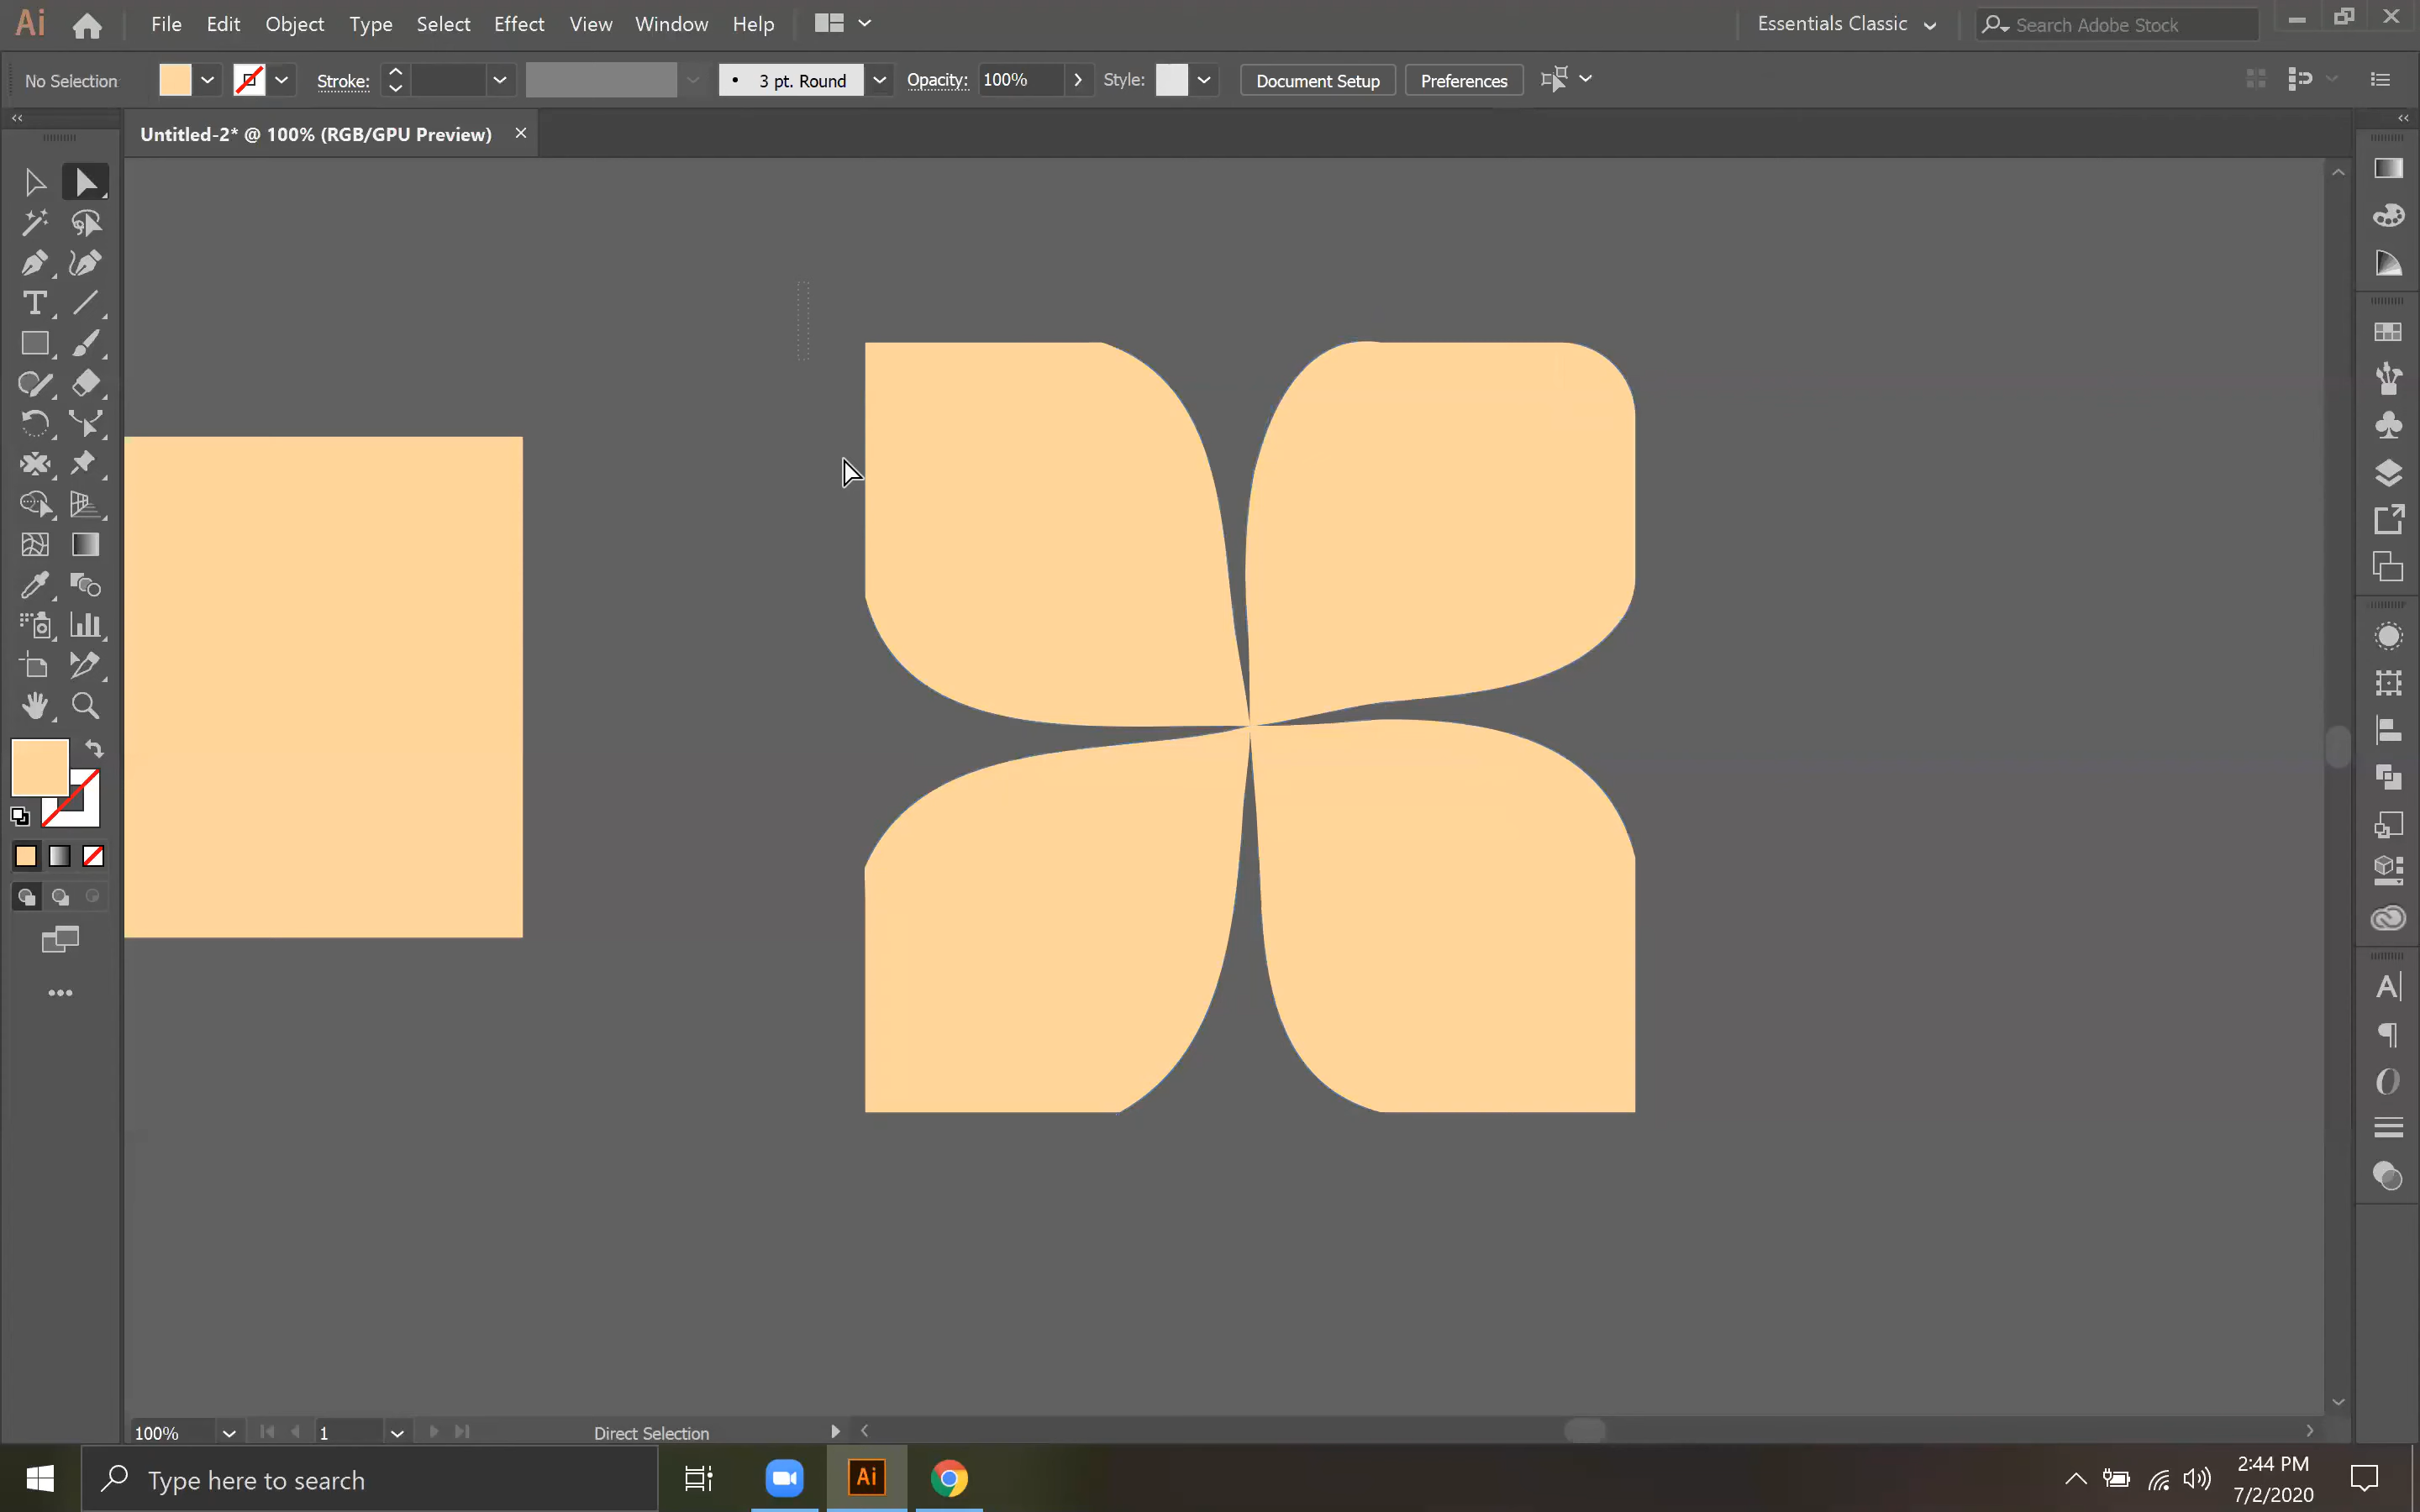 Ai File Edit Object Type Select Effect View Window Help Essentials Classic Search Adobe Stock
No Selection Stroke: 3 pt. Round Opacity: 100% Style: Document Setup Preferences
Untitled-2* @ 100% (RGB/GPU Preview)
100% 1 Direct Selection
Type here to search Ai 2:44 PM
7/2/2020